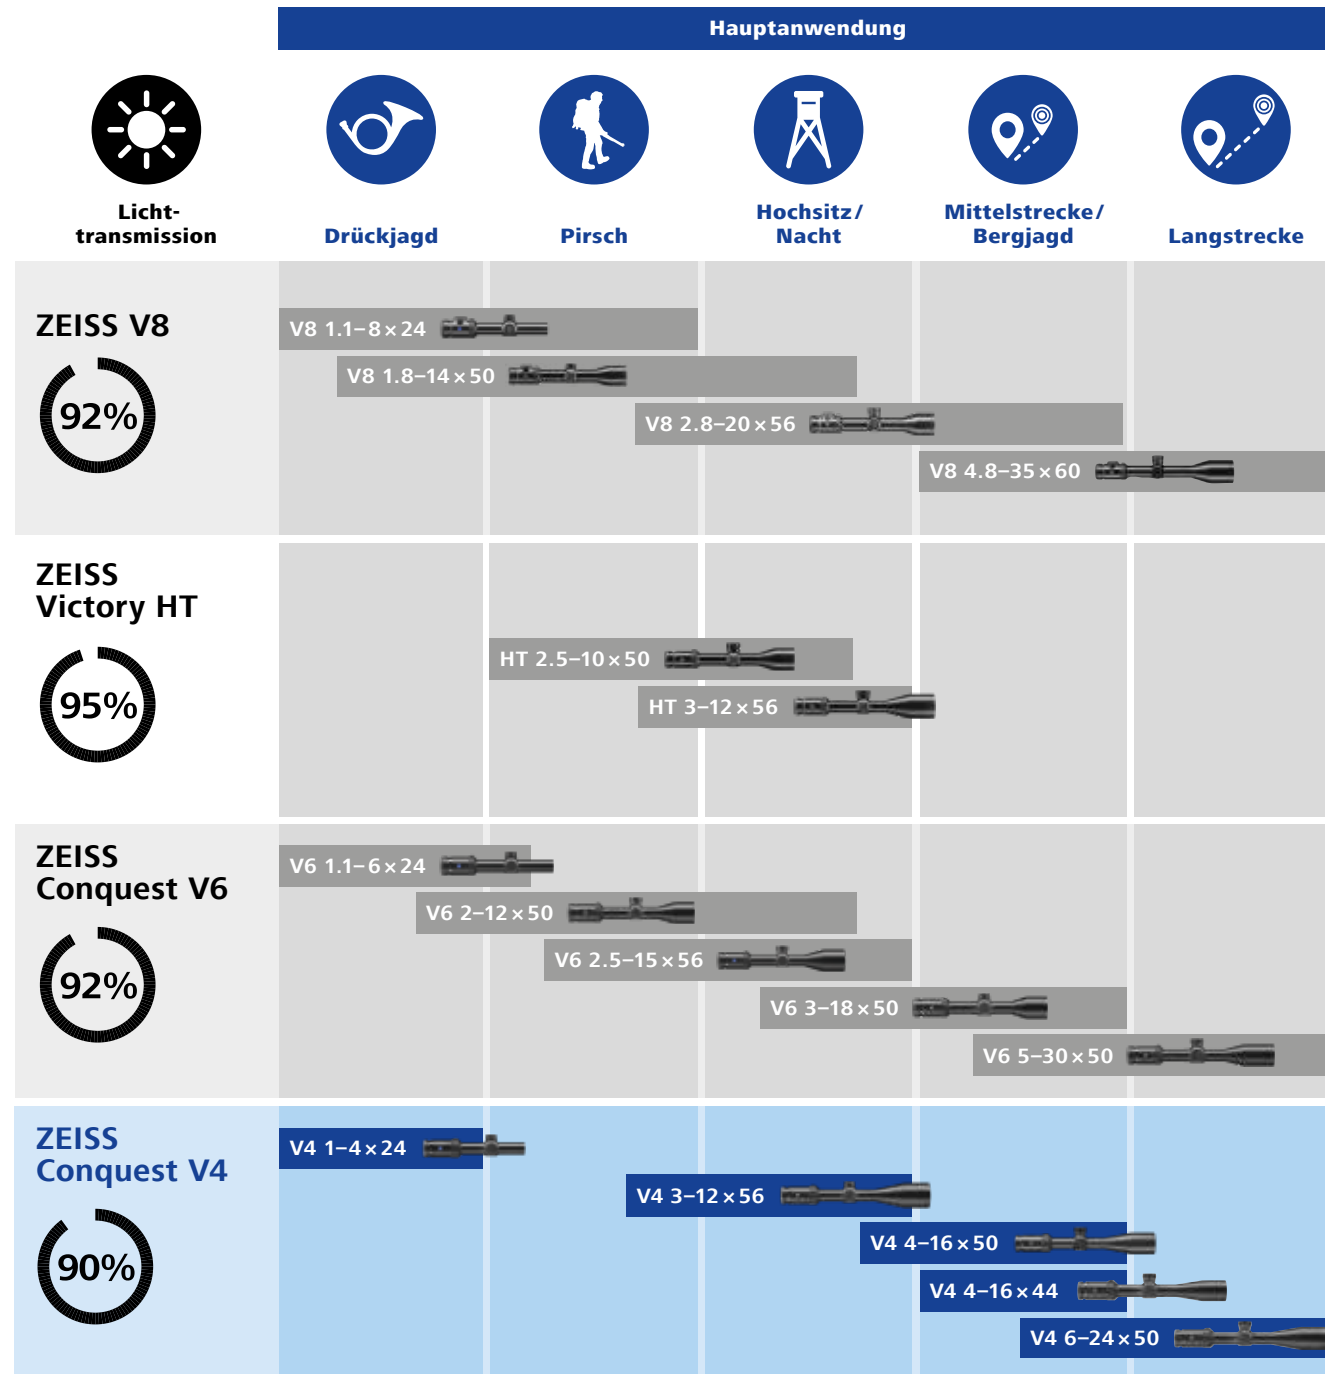 Hauptanwendung
Licht-
transmission
Drückjagd
Pirsch
Hochsitz/
Nacht
Mittelstrecke/
Bergjagd
Langstrecke
ZEISS V8
92%
V8 1.1–8×24
V8 1.8–14×50
V8 2.8–20×56
V8 4.8–35×60
ZEISS
Victory HT
95%
HT 2.5–10×50
HT 3–12×56
ZEISS
Conquest V6
92%
V6 1.1–6×24
V6 2–12×50
V6 2.5–15×56
V6 3–18×50
V6 5–30×50
ZEISS
Conquest V4
90%
V4 1–4×24
V4 3–12×56
V4 4–16×50
V4 4–16×44
V4 6–24×50